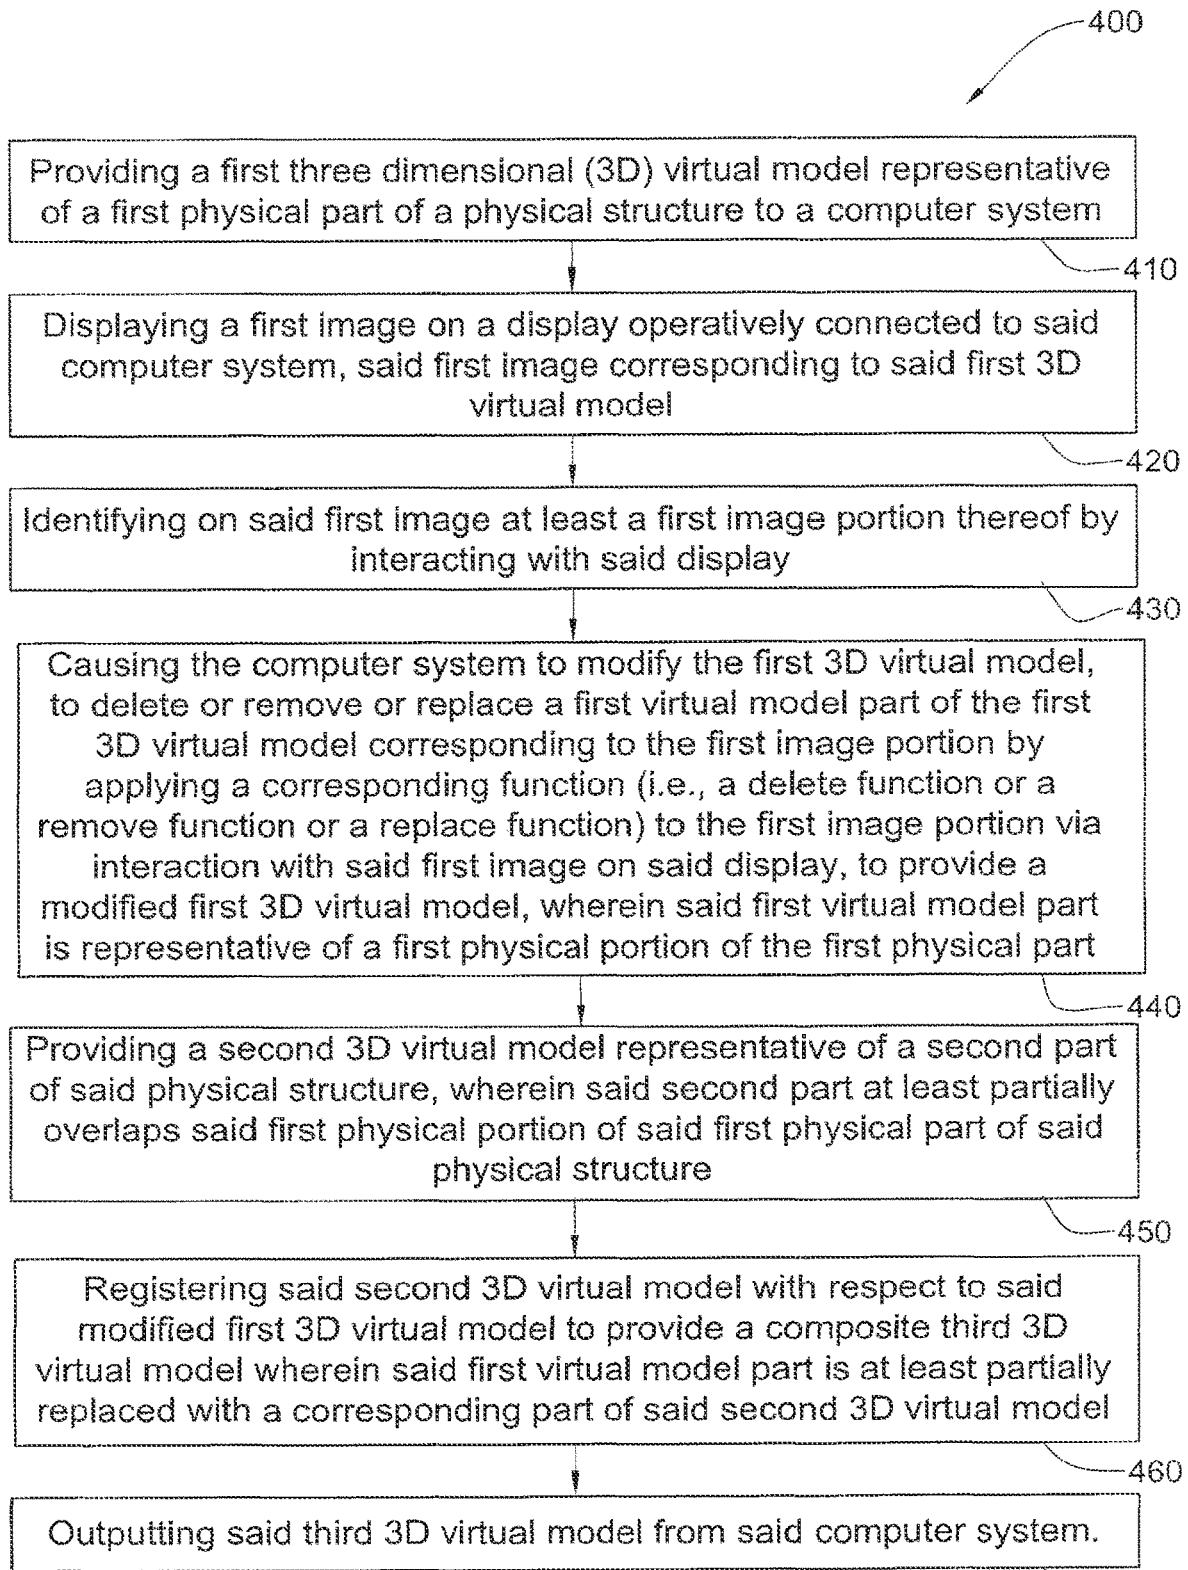 400
Providing a first three dimensional (3D) virtual model representative
of a first physical part of a physical structure to a computer system
410
Displaying a first image on a display operatively connected to said
computer system, said first image corresponding to said first 3D
virtual model
420
Identifying on said first image at least a first image portion thereof by
interacting with said display
430
Causing the computer system to modify the first 3D virtual model,
to delete or remove or replace a first virtual model part of the first
3D virtual model corresponding to the first image portion by
applying a corresponding function (i.e., a delete function or a
remove function or a replace function) to the first image portion via
interaction with said first image on said display, to provide a
modified first 3D virtual model, wherein said first virtual model part
is representative of a first physical portion of the first physical part
440
Providing a second 3D virtual model representative of a second part
of said physical structure, wherein said second part at least partially
overlaps said first physical portion of said first physical part of said
physical structure
450
Registering said second 3D virtual model with respect to said
modified first 3D virtual model to provide a composite third 3D
virtual model wherein said first virtual model part is at least partially
replaced with a corresponding part of said second 3D virtual model
460
Outputting said third 3D virtual model from said computer system.